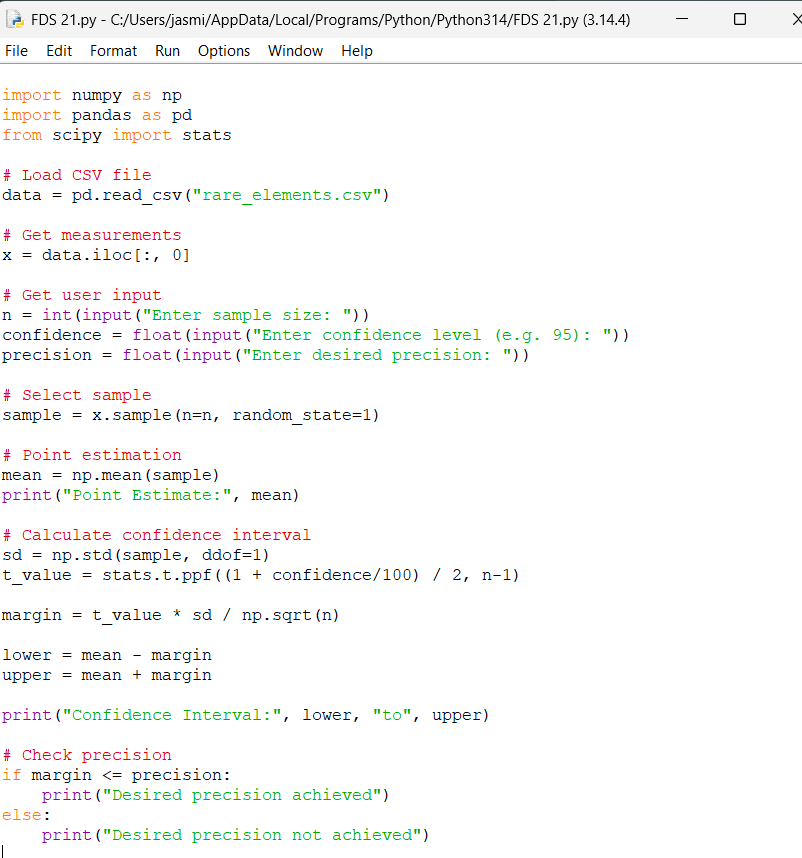 FDS 21.py - C:/Users/jasmi/AppData/Local/Programs/Python/Python314/FDS 21.py (3.14.4)
File Edit Format Run Options Window Help
import numpy as np
import pandas as pd
from scipy import stats
# Load CSV file
data = pd.read_csv("rare_elements.csv")
# Get measurements
x = data.iloc[:, 0]
# Get user input
n = int(input("Enter sample size: "))
confidence = float(input("Enter confidence level (e.g. 95): "))
precision = float(input("Enter desired precision: "))
# Select sample
sample = x.sample(n=n, random_state=1)
# Point estimation
mean = np.mean(sample)
print("Point Estimate:", mean)
# Calculate confidence interval
sd = np.std(sample, ddof=1)
t_value = stats.t.ppf((1 + confidence/100) / 2, n-1)
margin = t_value * sd / np.sqrt(n)
lower = mean - margin
upper = mean + margin
print("Confidence Interval:", lower, "to", upper)
# Check precision
if margin <= precision:
    print("Desired precision achieved")
else:
    print("Desired precision not achieved")